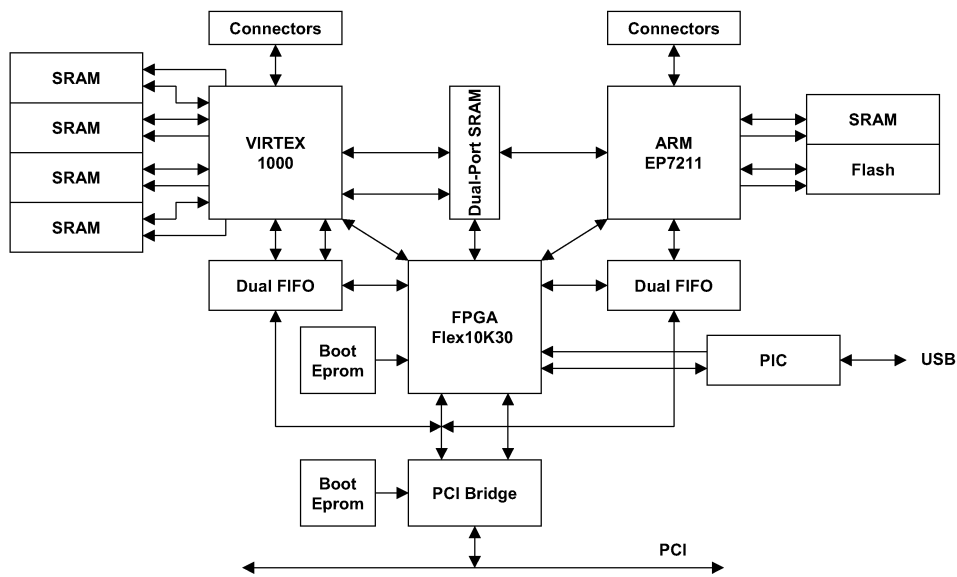 Connectors
Connectors
SRAM
SRAM
SRAM
SRAM
VIRTEX
1000
Dual-Port SRAM
ARM
EP7211
SRAM
Flash
Dual FIFO
FPGA
Flex10K30
Dual FIFO
Boot
Eprom
PIC
USB
Boot
Eprom
PCI Bridge
PCI